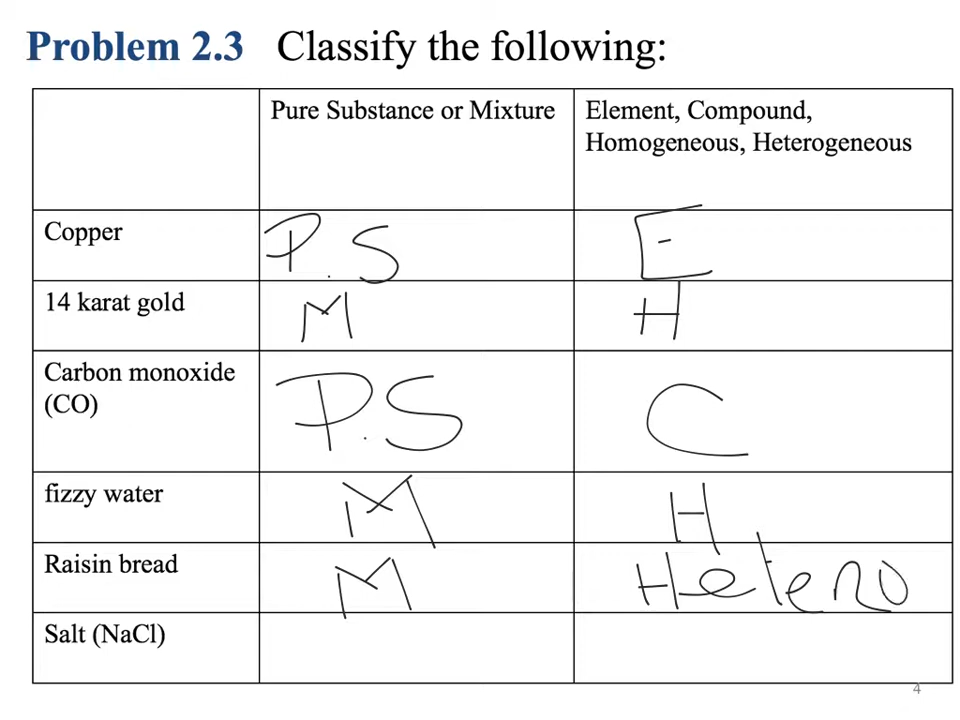 Problem 2.3 Classify the following:
Pure Substance or Mixture
Element, Compound,
Homogeneous, Heterogeneous
Copper P.S E
14 karat gold M H
Carbon monoxide
(CO) P.S C
fizzy water M H
Raisin bread M Hetero
Salt (NaCl)
4